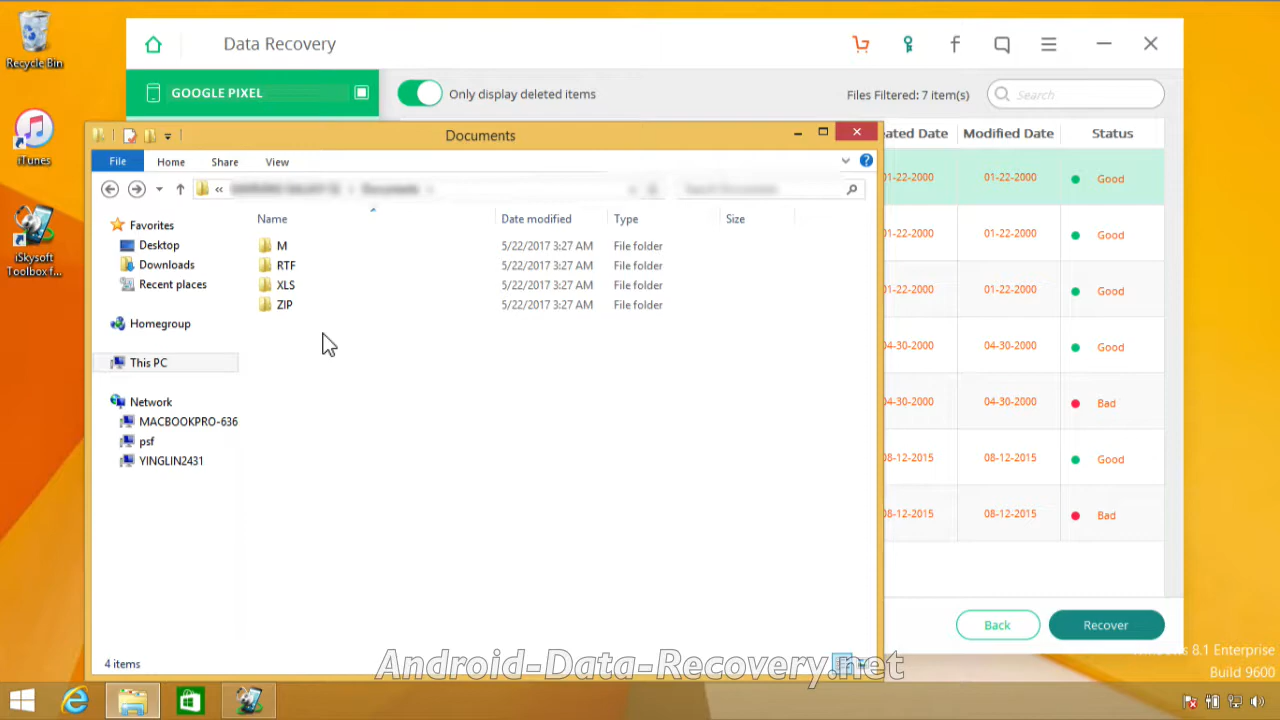 Recycle Bin
iTunes
iSkysoft
Toolbox f...
Data Recovery
GOOGLE PIXEL
Only display deleted items
Files Filtered: 7 item(s)
Search
ated Date Modified Date Status
01-22-2000 01-22-2000 Good
01-22-2000 01-22-2000 Good
01-22-2000 01-22-2000 Good
04-30-2000 04-30-2000 Good
04-30-2000 04-30-2000 Bad
08-12-2015 08-12-2015 Good
08-12-2015 08-12-2015 Bad
Back Recover
Documents
File Home Share View
«
Documents
Search Documents
Favorites
Desktop
Downloads
Recent places
Homegroup
This PC
Network
MACBOOKPRO-636
psf
YINGLIN2431
Name Date modified Type Size
M 5/22/2017 3:27 AM File folder
RTF 5/22/2017 3:27 AM File folder
XLS 5/22/2017 3:27 AM File folder
ZIP 5/22/2017 3:27 AM File folder
4 items
Android-Data-Recovery.net
8.1 Enterprise
Build 9600